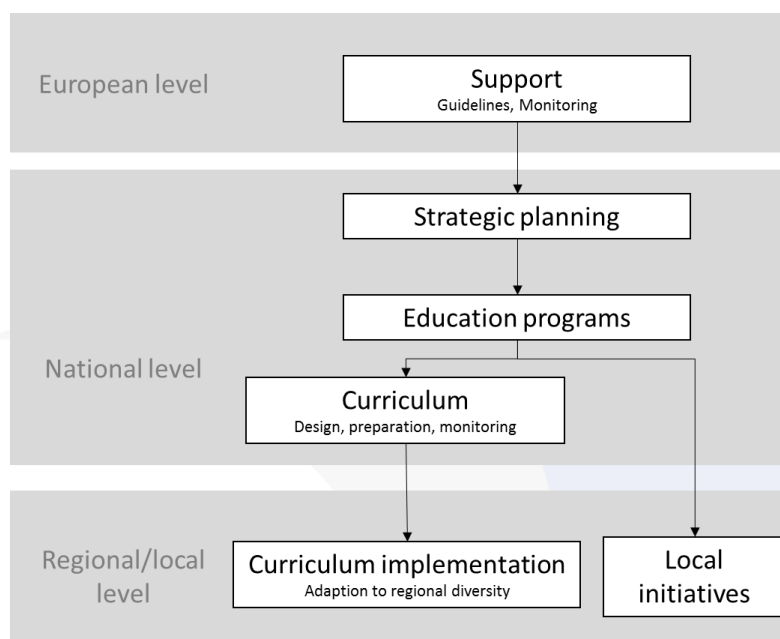 European level
Support
Guidelines, Monitoring
Strategic planning
Education programs
National level
Curriculum
Design, preparation, monitoring
Regional/local
level
Curriculum implementation
Adaption to regional diversity
Local
initiatives